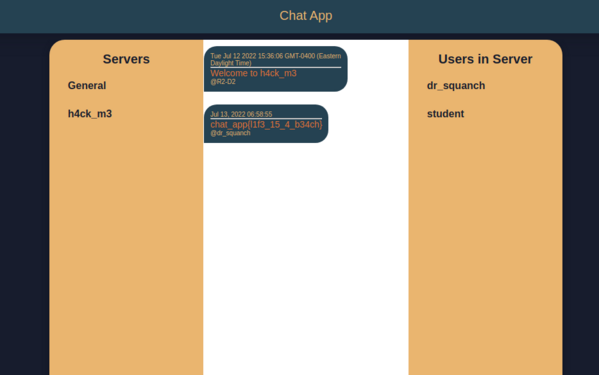 Chat App
Servers
General
h4ck_m3
Tue Jul 12 2022 15:36:06 GMT-0400 (Eastern
Daylight Time)
Welcome to h4ck_m3
@R2-D2
Jul 13, 2022 06:58:55
chat_app{l1f3_15_4_b34ch}
@dr_squanch
Users in Server
dr_squanch
student